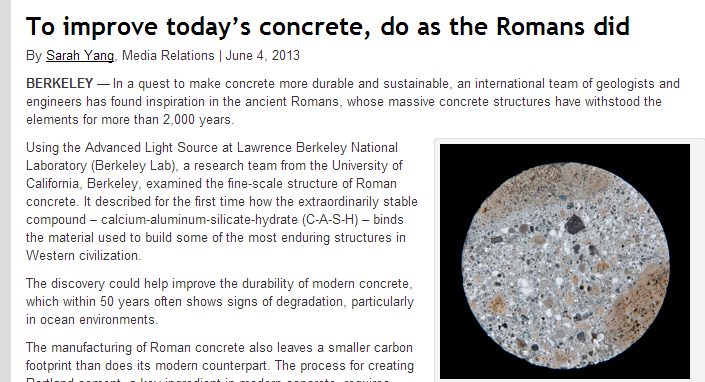 To improve today's concrete, do as the Romans did
By Sarah Yang, Media Relations | June 4, 2013
BERKELEY — In a quest to make concrete more durable and sustainable, an international team of geologists and
engineers has found inspiration in the ancient Romans, whose massive concrete structures have withstood the
elements for more than 2,000 years.
Using the Advanced Light Source at Lawrence Berkeley National
Laboratory (Berkeley Lab), a research team from the University of
California, Berkeley, examined the fine-scale structure of Roman
concrete. It described for the first time how the extraordinarily stable
compound – calcium-aluminum-silicate-hydrate (C-A-S-H) – binds
the material used to build some of the most enduring structures in
Western civilization.
The discovery could help improve the durability of modern concrete,
which within 50 years often shows signs of degradation, particularly
in ocean environments.
The manufacturing of Roman concrete also leaves a smaller carbon
footprint than does its modern counterpart. The process for creating
Portland cement, a key ingredient in modern concrete, requires